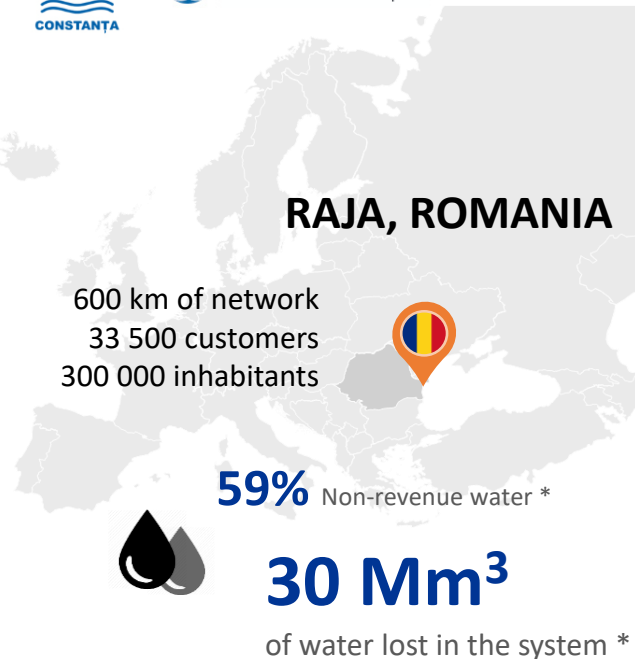 CONSTANȚA
RAJA, ROMANIA
600 km of network
33 500 customers
300 000 inhabitants
59% Non-revenue water *
30 Mm³
of water lost in the system *